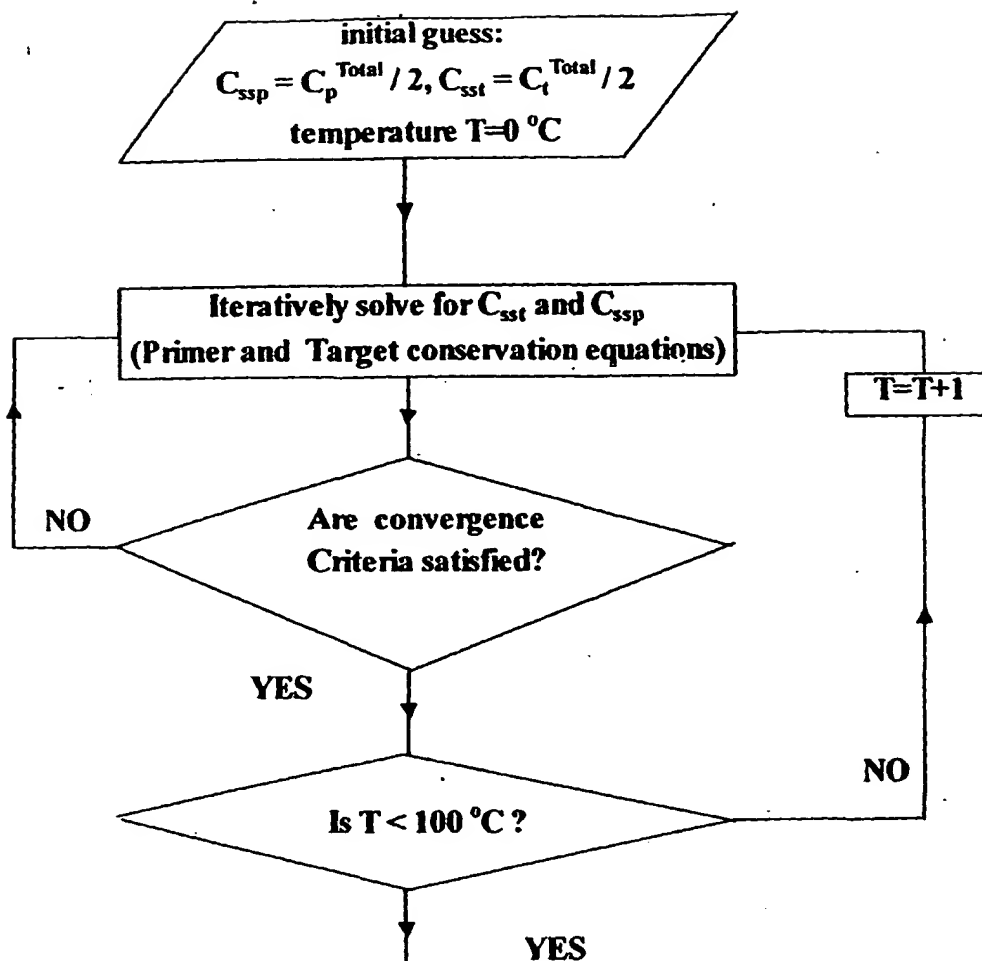 initial guess:
C_ssp = C_p^Total / 2, C_sst = C_t^Total / 2
temperature T=0 °C
Iteratively solve for C_sst and C_ssp
(Primer and Target conservation equations)
T=T+1
NO
Are convergence
Criteria satisfied?
YES
NO
Is T < 100 °C ?
YES